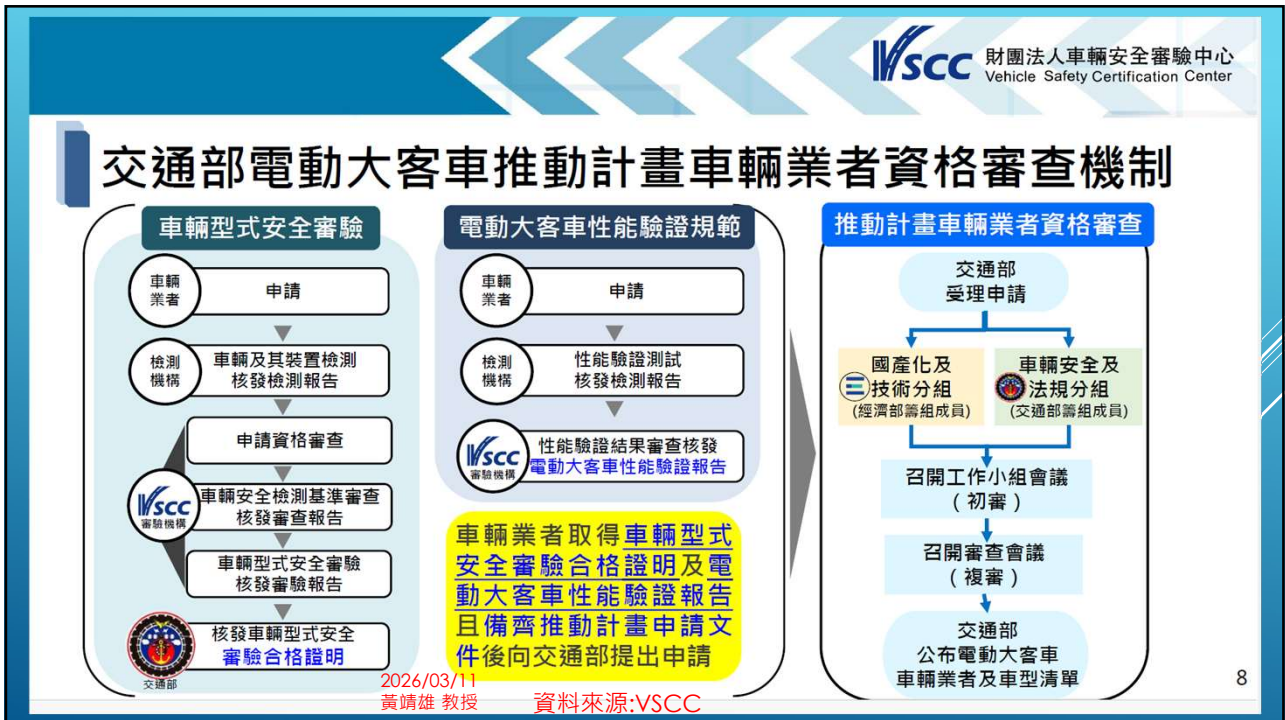 VSCC 財團法人車輛安全審驗中心
Vehicle Safety Certification Center
交通部電動大客車推動計畫車輛業者資格審查機制
車輛型式安全審驗
車輛
業者
申請
檢測
機構
車輛及其裝置檢測
核發檢測報告
申請資格審查
VSCC
審驗機構
車輛安全檢測基準審查
核發審查報告
車輛型式安全審驗
核發審驗報告
交通部
核發車輛型式安全
審驗合格證明
電動大客車性能驗證規範
車輛
業者
申請
檢測
機構
性能驗證測試
核發檢測報告
VSCC
審驗機構
性能驗證結果審查核發
電動大客車性能驗證報告
車輛業者取得車輛型式
安全審驗合格證明及電
動大客車性能驗證報告
且備齊推動計畫申請文
件後向交通部提出申請
推動計畫車輛業者資格審查
交通部
受理申請
國產化及
技術分組
(經濟部籌組成員)
車輛安全及
法規分組
(交通部籌組成員)
召開工作小組會議
(初審)
召開審查會議
(複審)
交通部
公布電動大客車
車輛業者及車型清單
2026/03/11
黃靖雄 教授
資料來源:VSCC
8